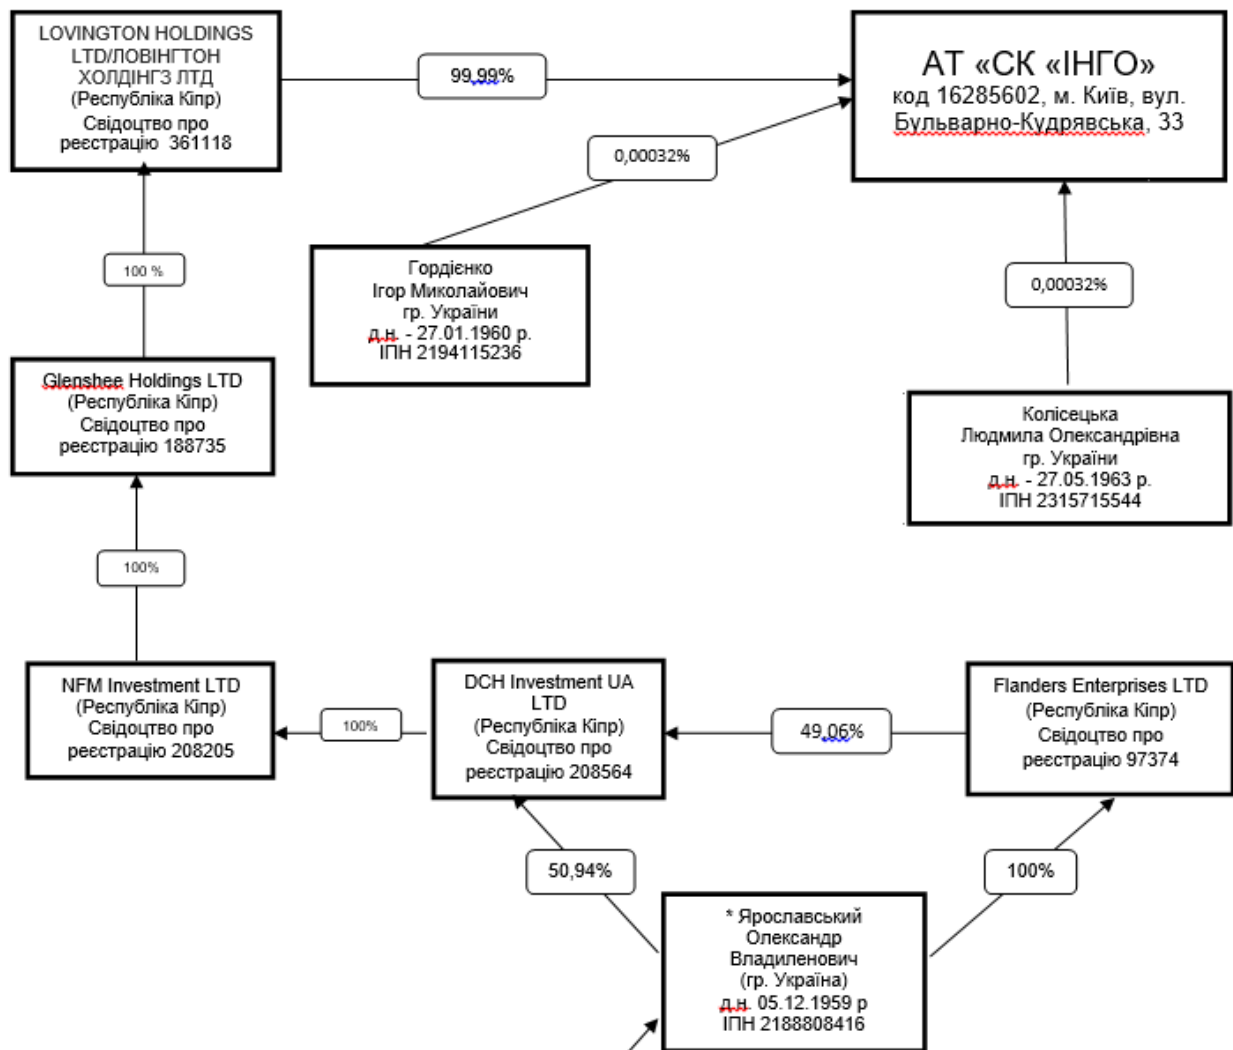 LOVINGTON HOLDINGS
LTD/ЛОВІНГТОН
ХОЛДІНГЗ ЛТД
(Республіка Кіпр)
Свідоцтво про
реєстрацію 361118
99,99%
АТ «СК «ІНГО»
код 16285602, м. Київ, вул.
Бульварно-Кудрявська, 33
0,00032%
100 %
Гордієнко
Ігор Миколайович
гр. України
д.н. - 27.01.1960 р.
ІПН 2194115236
0,00032%
Glenshee Holdings LTD
(Республіка Кіпр)
Свідоцтво про
реєстрацію 188735
Колісецька
Людмила Олександрівна
гр. України
д.н. - 27.05.1963 р.
ІПН 2315715544
100%
NFM Investment LTD
(Республіка Кіпр)
Свідоцтво про
реєстрацію 208205
100%
DCH Investment UA
LTD
(Республіка Кіпр)
Свідоцтво про
реєстрацію 208564
49,06%
Flanders Enterprises LTD
(Республіка Кіпр)
Свідоцтво про
реєстрацію 97374
50,94%
100%
* Ярославський
Олександр
Владиленович
(гр. Україна)
д.н. 05.12.1959 р
ІПН 2188808416